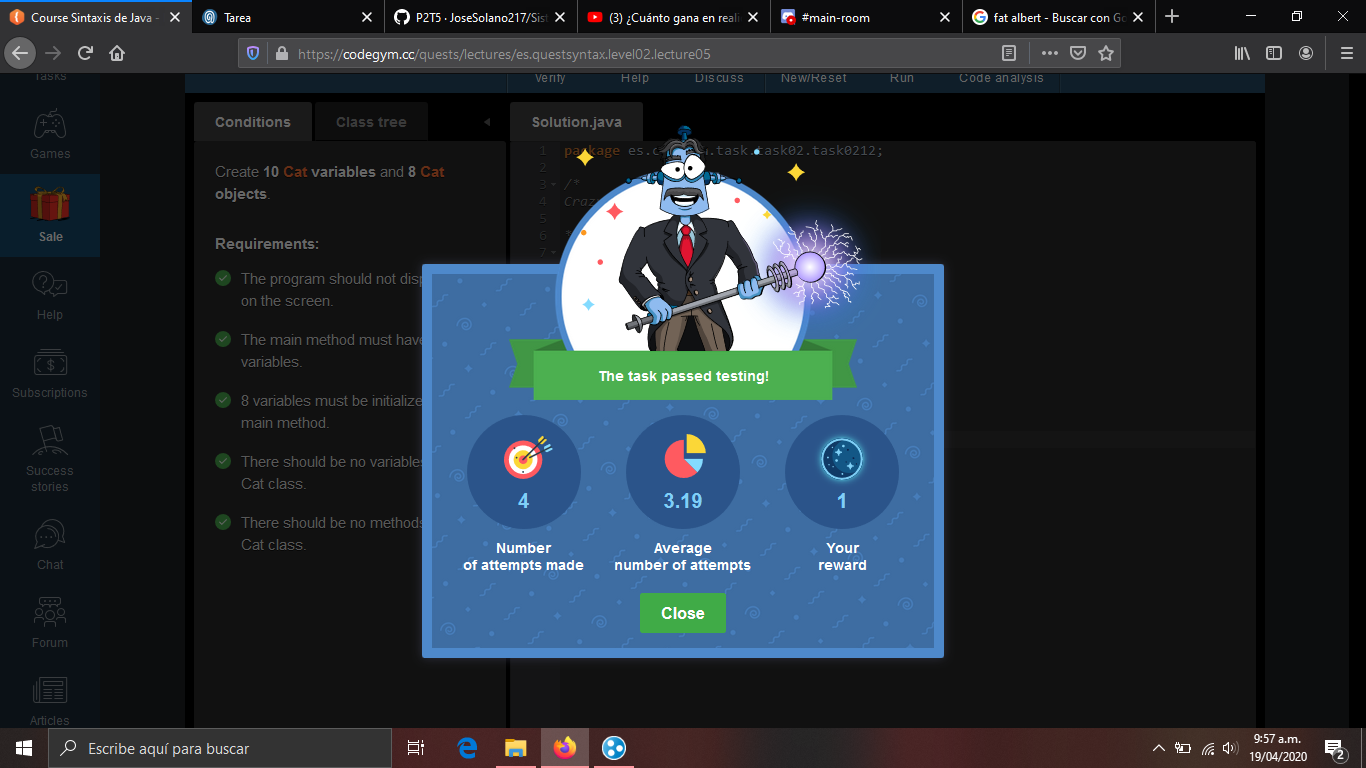 Course Sintaxis de Java -
Tarea
P2T5 · JoseSolano217/Sist
(3) ¿Cuánto gana en reali
#main-room
fat albert - Buscar con Go
https://codegym.cc/quests/lectures/es.questsyntax.level02.lecture05
Tasks
Games
Sale
Help
Subscriptions
Success
stories
Chat
Forum
Articles
Verify
Help
Discuss
New/Reset
Run
Code analysis
Conditions
Class tree
Create 10 Cat variables and 8 Cat
objects.
Requirements:
The program should not disp
on the screen.
The main method must have
variables.
8 variables must be initialize
main method.
There should be no variables
Cat class.
There should be no methods
Cat class.
Solution.java
1 package es.c task.task02.task0212;
2
3 /*
4 Craz
5
6 *
7
The task passed testing!
4
Number
of attempts made
3.19
Average
number of attempts
1
Your
reward
Close
Escribe aquí para buscar
9:57 a.m.
19/04/2020
2